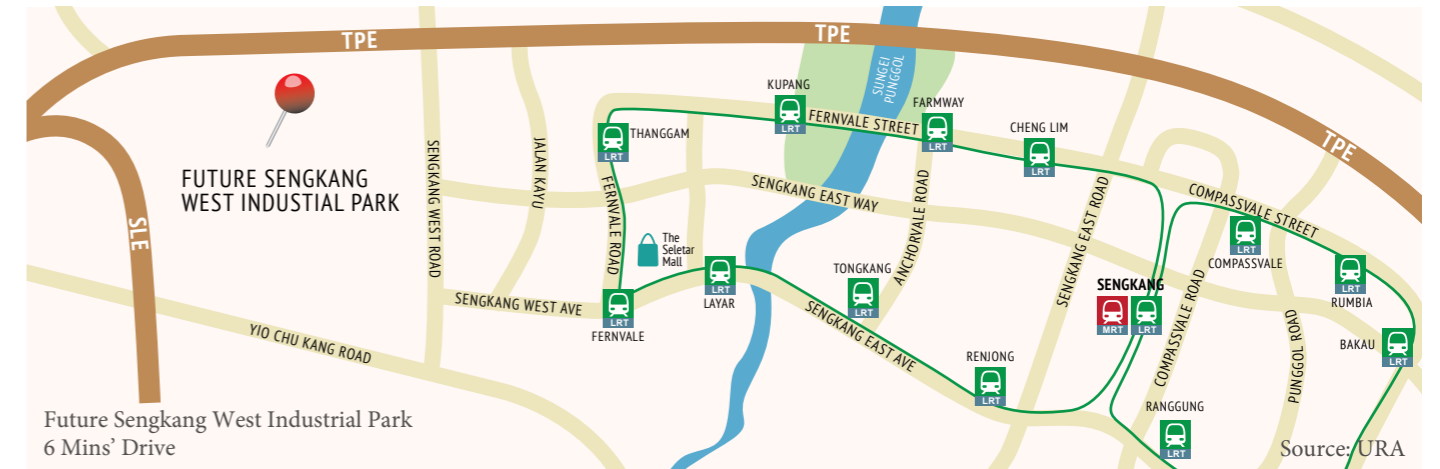 TPE
TPE
TPE
SLE
SUNGEI
PUNGGOL
KUPANG
LRT
FERNVALE STREET
FARMWAY
LRT
THANGGAM
LRT
CHENG LIM
LRT
FUTURE SENGKANG
WEST INDUSTIAL PARK
SENGKANG WEST ROAD
JALAN KAYU
FERNVALE ROAD
SENGKANG EAST WAY
ANCHORVALE ROAD
SENGKANG EAST ROAD
COMPASSVALE STREET
The
Seletar
Mall
LRT
COMPASSVALE
LRT
RUMBIA
LRT
LAYAR
TONGKANG
LRT
SENGKANG
MRT
LRT
COMPASSVALE ROAD
SENGKANG WEST AVE
LRT
FERNVALE
SENGKANG EAST AVE
PUNGGOL ROAD
BAKAU
LRT
YIO CHU KANG ROAD
RENJONG
LRT
RANGGUNG
LRT
Future Sengkang West Industrial Park
6 Mins’ Drive
Source: URA